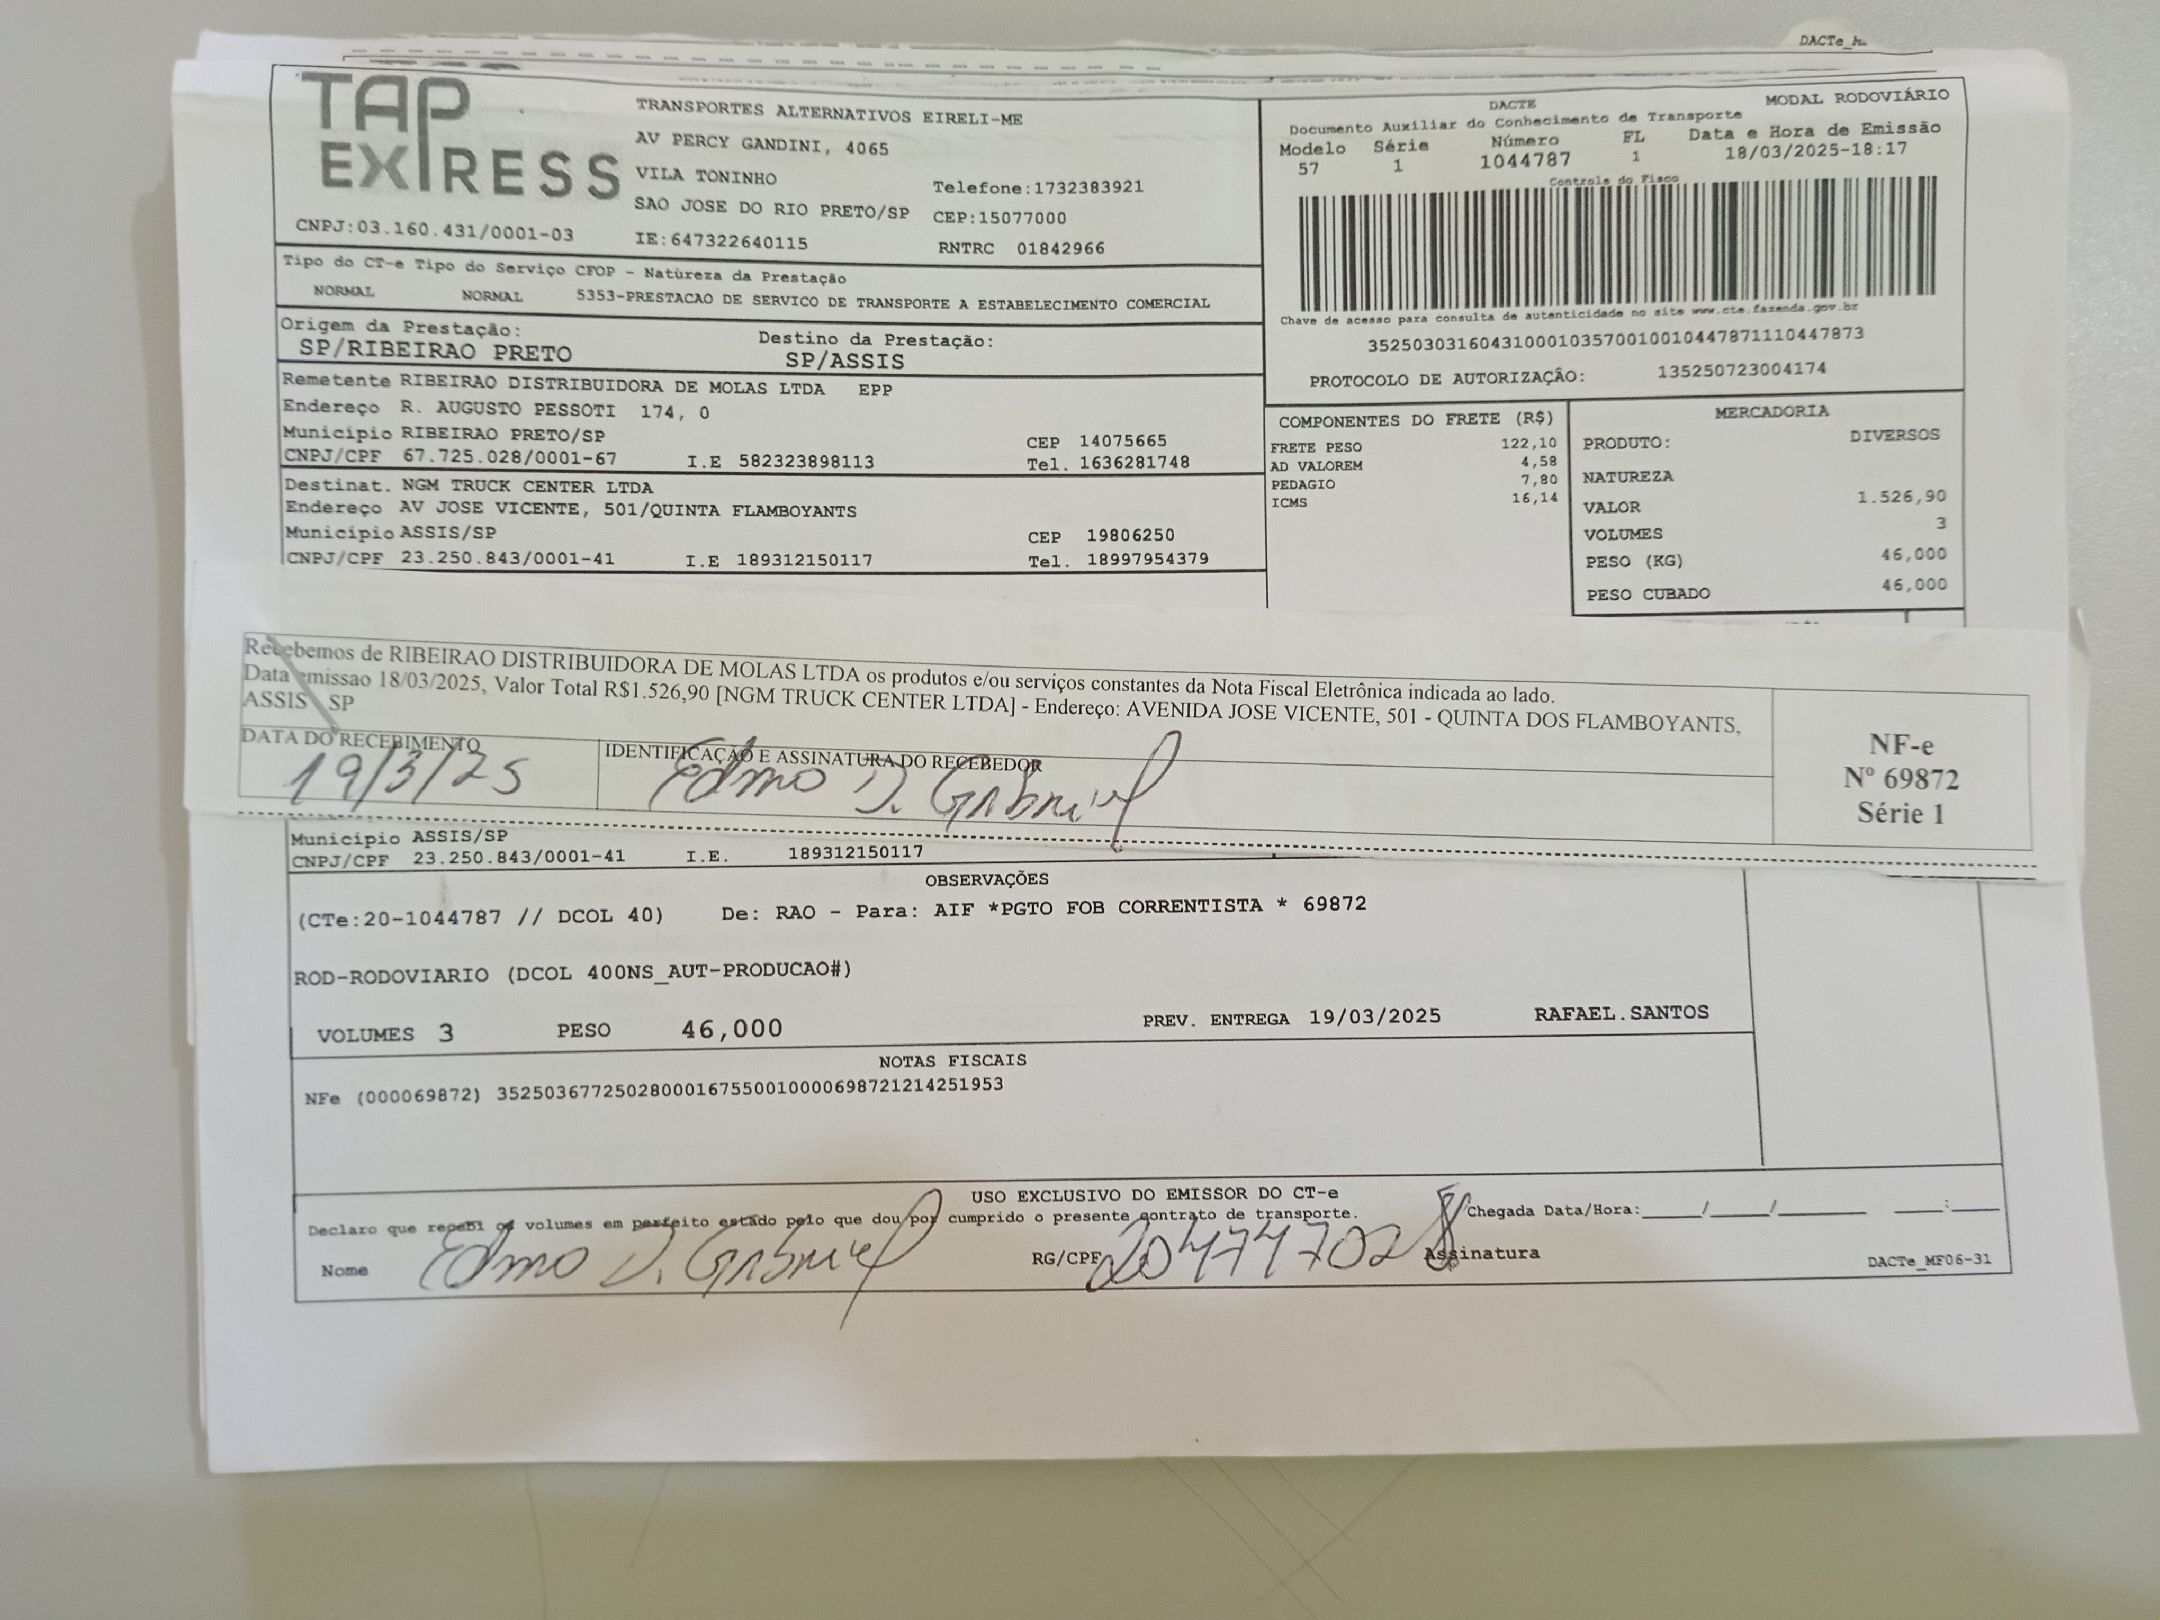 DACTe_h
TAP EXPRESS
TRANSPORTES ALTERNATIVOS EIRELI-ME
AV PERCY GANDINI, 4065
VILA TONINHO Telefone:1732383921
SAO JOSE DO RIO PRETO/SP CEP:15077000
CNPJ:03.160.431/0001-03 IE:647322640115 RNTRC 01842966
DACTE MODAL RODOVIÁRIO
Documento Auxiliar do Conhecimento de Transporte
Modelo Série Número FL Data e Hora de Emissão
57 1 1044787 1 18/03/2025-18:17
Controle do Fisco
Chave de acesso para consulta de autenticidade no site www.cte.fazenda.gov.br
35250303160431000103570010010447871110447873
PROTOCOLO DE AUTORIZAÇÃO: 135250723004174
Tipo do CT-e Tipo do Serviço CFOP - Natureza da Prestação
NORMAL NORMAL 5353-PRESTACAO DE SERVICO DE TRANSPORTE A ESTABELECIMENTO COMERCIAL
Origem da Prestação: Destino da Prestação:
SP/RIBEIRAO PRETO SP/ASSIS
Remetente RIBEIRAO DISTRIBUIDORA DE MOLAS LTDA EPP
Endereço R. AUGUSTO PESSOTI 174, 0
Município RIBEIRAO PRETO/SP CEP 14075665
CNPJ/CPF 67.725.028/0001-67 I.E 582323898113 Tel. 1636281748
Destinat. NGM TRUCK CENTER LTDA
Endereço AV JOSE VICENTE, 501/QUINTA FLAMBOYANTS
Município ASSIS/SP CEP 19806250
CNPJ/CPF 23.250.843/0001-41 I.E 189312150117 Tel. 18997954379
COMPONENTES DO FRETE (R$)
FRETE PESO 122,10
AD VALOREM 4,58
PEDAGIO 7,80
ICMS 16,14
MERCADORIA
PRODUTO: DIVERSOS
NATUREZA
VALOR 1.526,90
VOLUMES 3
PESO (KG) 46,000
PESO CUBADO 46,000
Recebemos de RIBEIRAO DISTRIBUIDORA DE MOLAS LTDA os produtos e/ou serviços constantes da Nota Fiscal Eletrônica indicada ao lado.
Data emissao 18/03/2025, Valor Total R$1.526,90 [NGM TRUCK CENTER LTDA] - Endereço: AVENIDA JOSE VICENTE, 501 - QUINTA DOS FLAMBOYANTS,
ASSIS SP
DATA DO RECEBIMENTO IDENTIFICAÇÃO E ASSINATURA DO RECEBEDOR
19/3/25 Edmo D. Gabriel
NF-e
Nº 69872
Série 1
Município ASSIS/SP
CNPJ/CPF 23.250.843/0001-41 I.E. 189312150117
OBSERVAÇÕES
(CTe:20-1044787 // DCOL 40) De: RAO - Para: AIF *PGTO FOB CORRENTISTA * 69872
ROD-RODOVIARIO (DCOL 400NS_AUT-PRODUCAO#)
VOLUMES 3 PESO 46,000 PREV. ENTREGA 19/03/2025 RAFAEL.SANTOS
NOTAS FISCAIS
NFe (000069872) 35250367725028000167550010000698721214251953
USO EXCLUSIVO DO EMISSOR DO CT-e
Declaro que recebi os volumes em perfeito estado pelo que dou por cumprido o presente contrato de transporte. Chegada Data/Hora:____/____/______ ___:___
Nome Edmo D. Gabriel RG/CPF 204747028 Assinatura
DACTe_MF06-31